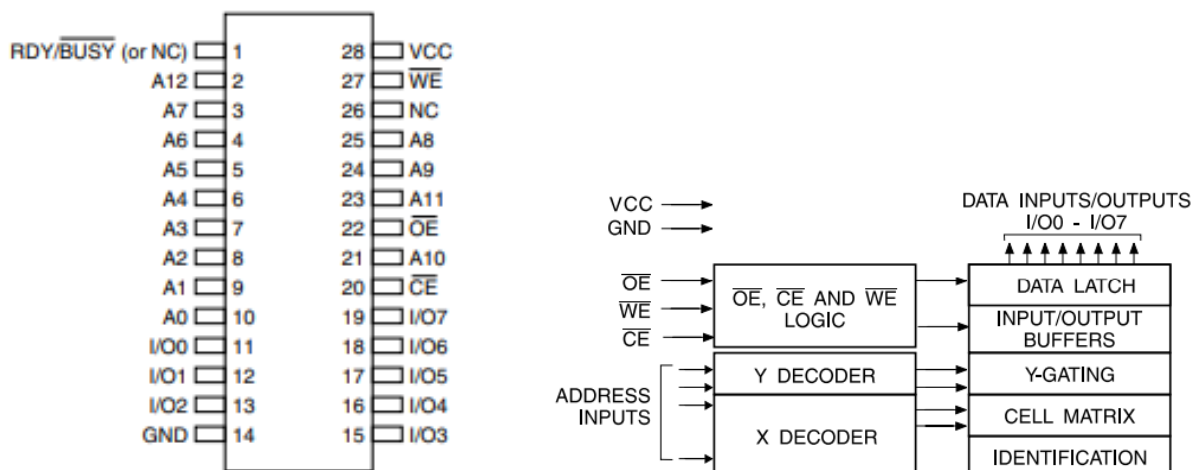 RDY/BUSY (or NC) 1 28 VCC
A12 2 27 WE
A7 3 26 NC
A6 4 25 A8
A5 5 24 A9
A4 6 23 A11
A3 7 22 OE
A2 8 21 A10
A1 9 20 CE
A0 10 19 I/O7
I/O0 11 18 I/O6
I/O1 12 17 I/O5
I/O2 13 16 I/O4
GND 14 15 I/O3
VCC
GND
DATA INPUTS/OUTPUTS
I/O0 - I/O7
OE
WE
CE
OE, CE AND WE
LOGIC
DATA LATCH
INPUT/OUTPUT
BUFFERS
ADDRESS
INPUTS
Y DECODER
Y-GATING
X DECODER
CELL MATRIX
IDENTIFICATION